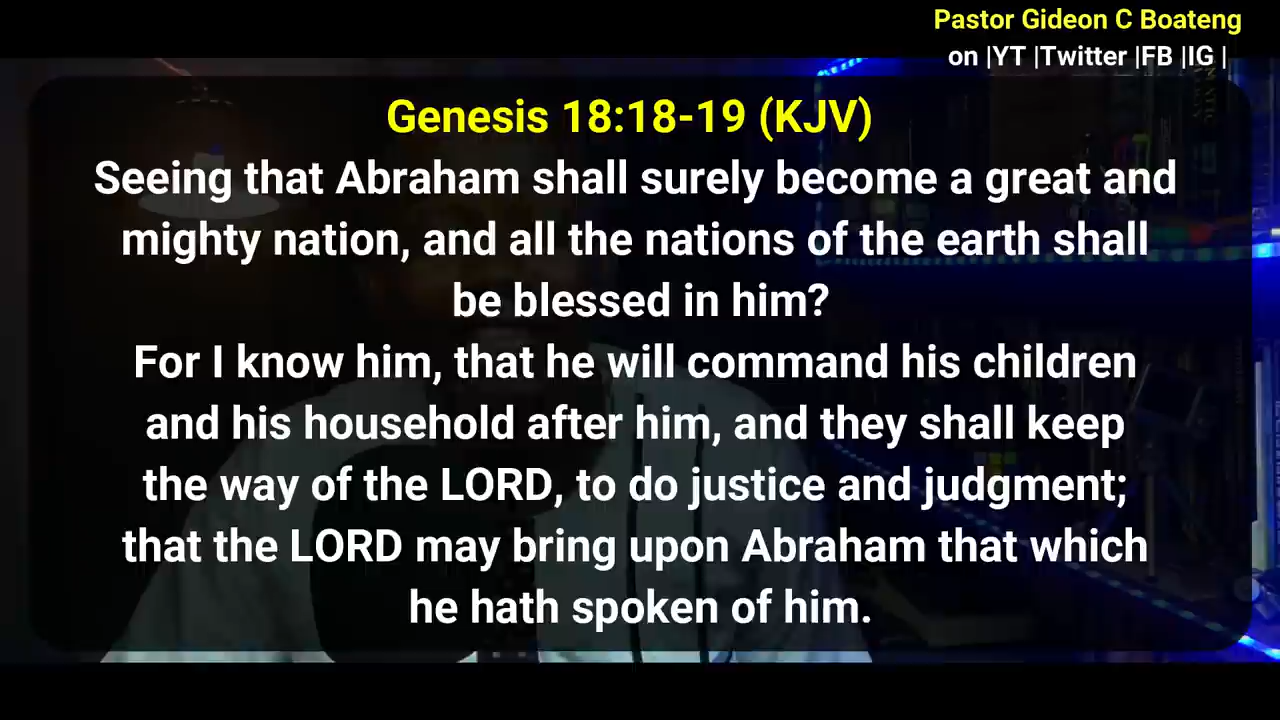 Pastor Gideon C Boateng
on |YT |Twitter |FB |IG |
Genesis 18:18-19 (KJV)
Seeing that Abraham shall surely become a great and
mighty nation, and all the nations of the earth shall
be blessed in him?
For I know him, that he will command his children
and his household after him, and they shall keep
the way of the LORD, to do justice and judgment;
that the LORD may bring upon Abraham that which
he hath spoken of him.